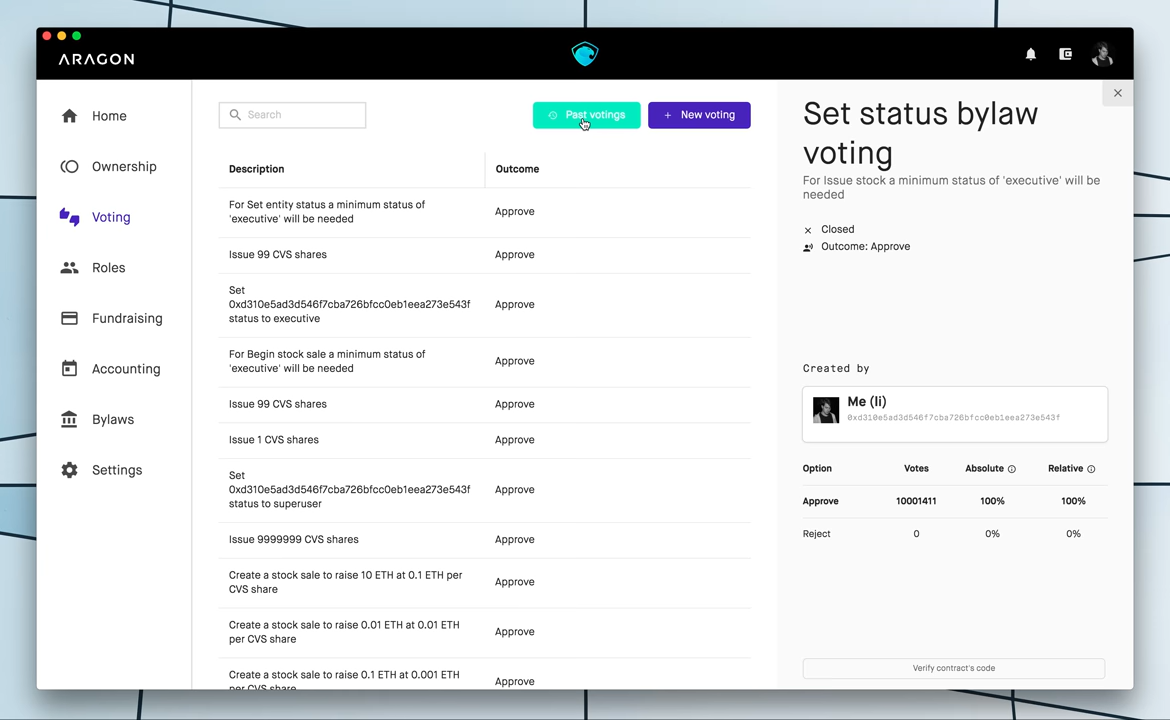 ARAGON
Home
Ownership
Voting
Roles
Fundraising
Accounting
Bylaws
Settings
Search
Past votings
+ New voting
Description
Outcome
For Set entity status a minimum status of
'executive' will be needed
Approve
Issue 99 CVS shares
Approve
Set
0xd310e5ad3d546f7cba726bfcc0eb1eea273e543f
status to executive
Approve
For Begin stock sale a minimum status of
'executive' will be needed
Approve
Issue 99 CVS shares
Approve
Issue 1 CVS shares
Approve
Set
0xd310e5ad3d546f7cba726bfcc0eb1eea273e543f
status to superuser
Approve
Issue 9999999 CVS shares
Approve
Create a stock sale to raise 10 ETH at 0.1 ETH per
CVS share
Approve
Create a stock sale to raise 0.01 ETH at 0.01 ETH
per CVS share
Approve
Create a stock sale to raise 0.1 ETH at 0.001 ETH
per CVS share
Approve
Set status bylaw
voting
For Issue stock a minimum status of 'executive' will be
needed
Closed
Outcome: Approve
Created by
Me (li)
0xd310e5ad3d546f7cba726bfcc0eb1eea273e543f
Option Votes Absolute Relative
Approve 10001411 100% 100%
Reject 0 0% 0%
Verify contract's code